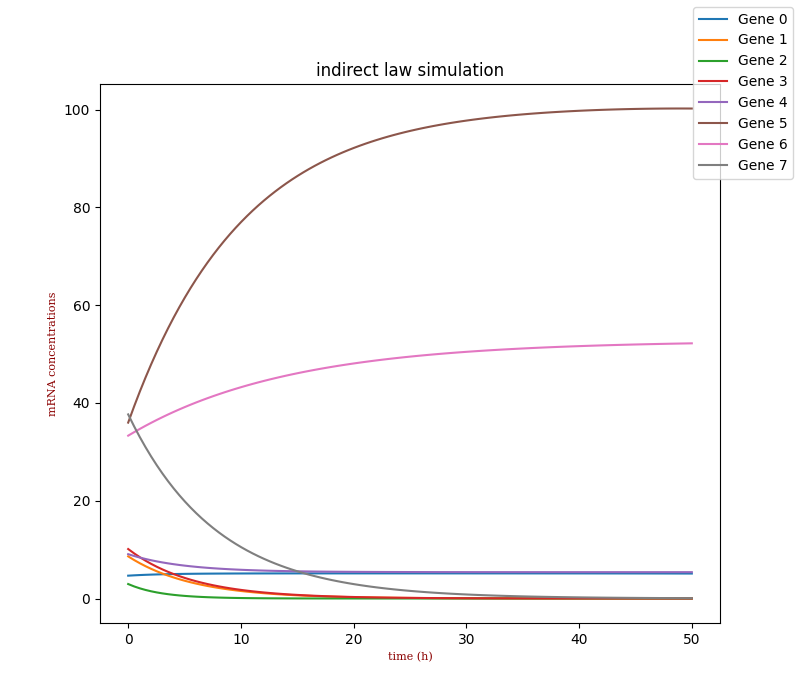 indirect law simulation
Gene 0
Gene 1
Gene 2
Gene 3
Gene 4
Gene 5
Gene 6
Gene 7
mRNA concentrations
100
80
60
40
20
0
0 10 20 30 40 50
time (h)